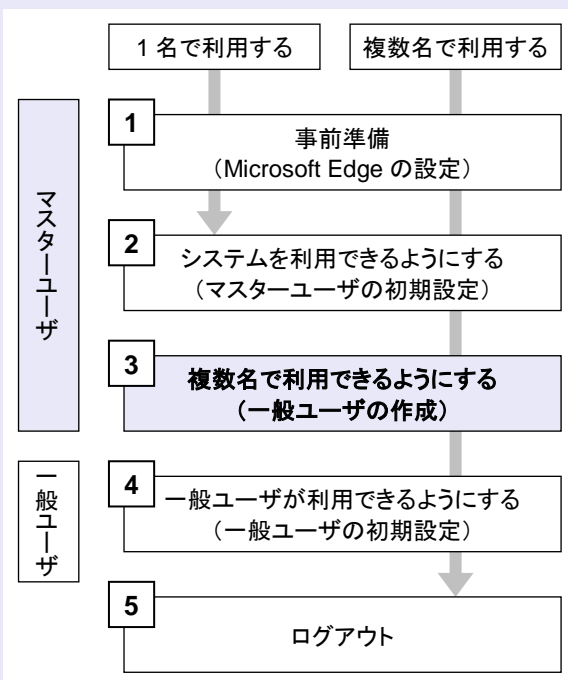 1 名で利用する
複数名で利用する
マスターユーザ
1
事前準備
（Microsoft Edge の設定）
2
システムを利用できるようにする
（マスターユーザの初期設定）
3
複数名で利用できるようにする
（一般ユーザの作成）
一般ユーザ
4
一般ユーザが利用できるようにする
（一般ユーザの初期設定）
5
ログアウト